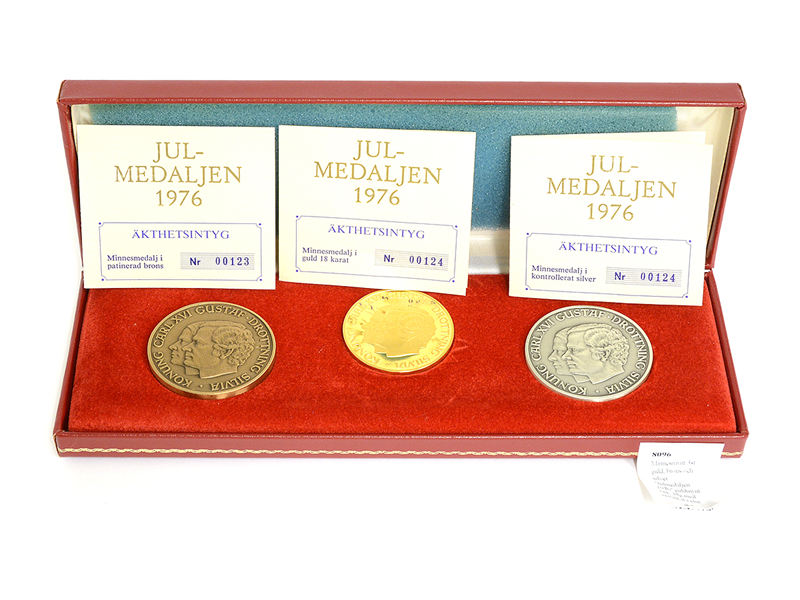 JUL-
MEDALJEN
1976
ÄKTHETSINTYG
Minnesmedalj i
patinerad brons
Nr 00123
JUL-
MEDALJEN
1976
ÄKTHETSINTYG
Minnesmedalj i
guld 18 karat
Nr 00124
JUL-
MEDALJEN
1976
ÄKTHETSINTYG
Minnesmedalj i
kontrollerat silver
Nr 00124
KONUNG CARL XVI GUSTAF · DROTTNING SILVIA ·
DROTTNING
KONUNG CARL XVI GUSTAF · DROTTNING SILVIA ·
8096